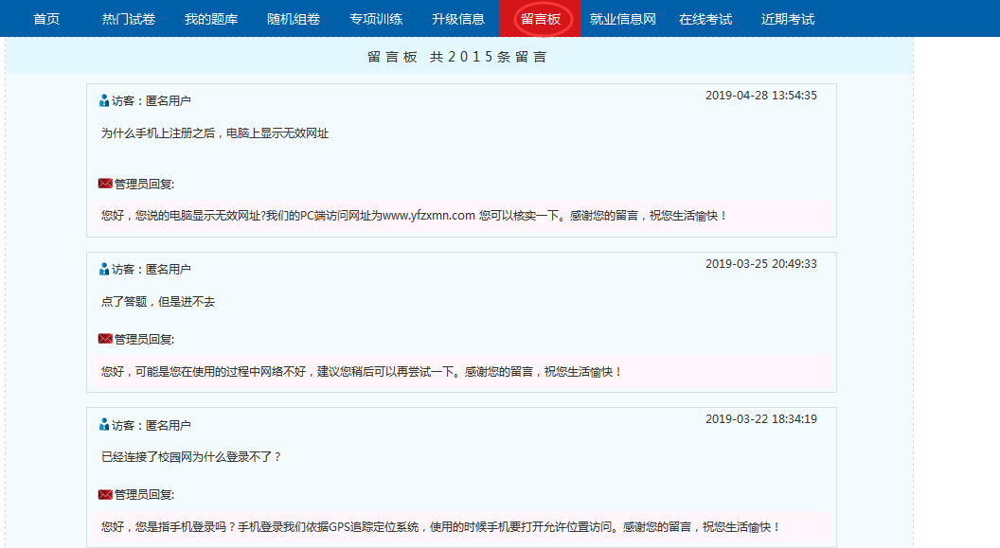 首页 热门试卷 我的题库 随机组卷 专项训练 升级信息 留言板 就业信息网 在线考试 近期考试
留言板 共2015条留言
访客：匿名用户 2019-04-28 13:54:35
为什么手机上注册之后，电脑上显示无效网址
管理员回复:
您好，您说的电脑显示无效网址?我们的PC端访问网址为www.yfzxmn.com 您可以核实一下。感谢您的留言，祝您生活愉快！
访客：匿名用户 2019-03-25 20:49:33
点了答题，但是进不去
管理员回复:
您好，可能是您在使用的过程中网络不好，建议您稍后可以再尝试一下。感谢您的留言，祝您生活愉快！
访客：匿名用户 2019-03-22 18:34:19
已经连接了校园网为什么登录不了？
管理员回复:
您好，您是指手机登录吗？手机登录我们依据GPS追踪定位系统，使用的时候手机要打开允许位置访问。感谢您的留言，祝您生活愉快！